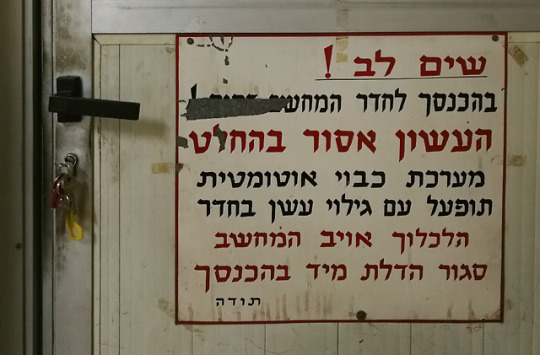 שים לב !
בהכנסך לחדר המחשב
העשין אסור בהחלט
מערכת כבוי אוטומטית
תופעל עם גילוי עשן בחדר
הלכלוך אויב המחשב
סגור הדלת מיד בהכנסך
תודה